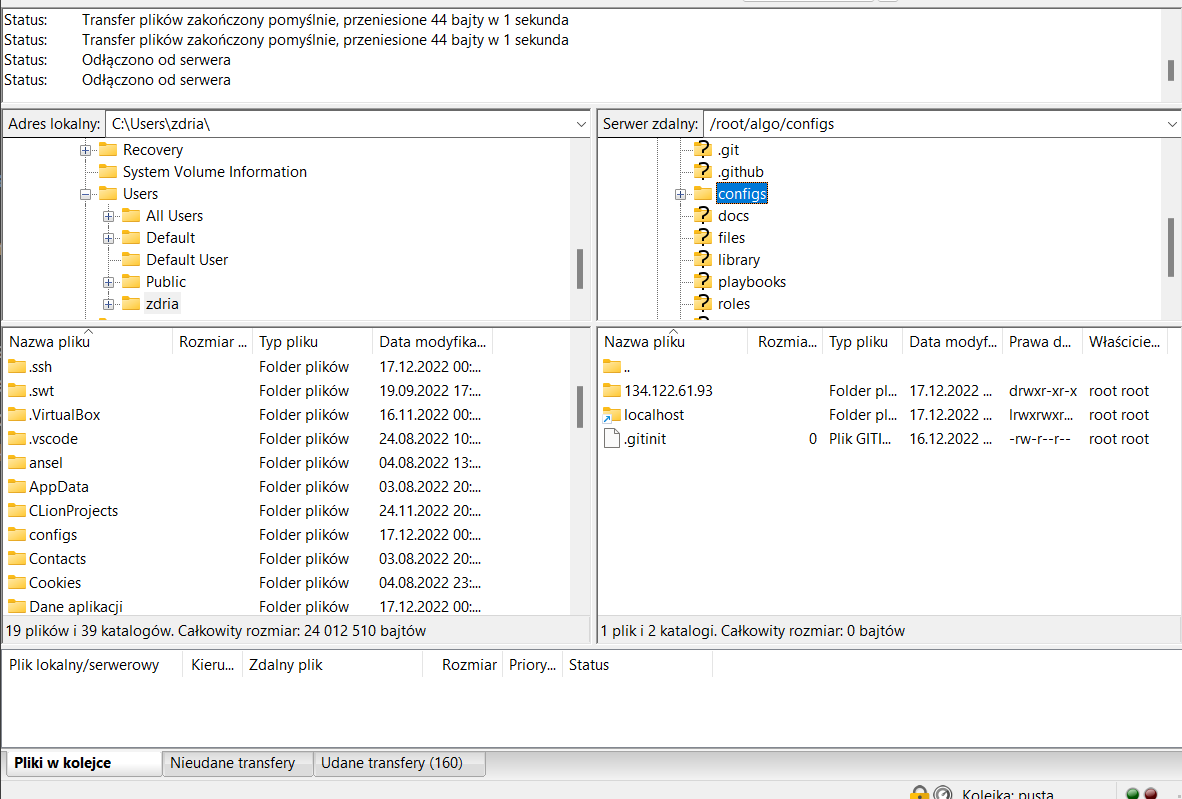 Status: Transfer plików zakończony pomyślnie, przeniesione 44 bajty w 1 sekunda
Status: Transfer plików zakończony pomyślnie, przeniesione 44 bajty w 1 sekunda
Status: Odłączono od serwera
Status: Odłączono od serwera
Adres lokalny: C:\Users\zdria\
Recovery
System Volume Information
Users
All Users
Default
Default User
Public
zdria
Serwer zdalny: /root/algo/configs
.git
.github
configs
docs
files
library
playbooks
roles
Nazwa pliku Rozmiar ... Typ pliku Data modyfika...
.ssh Folder plików 17.12.2022 00:...
.swt Folder plików 19.09.2022 17:...
.VirtualBox Folder plików 16.11.2022 00:...
.vscode Folder plików 24.08.2022 10:...
ansel Folder plików 04.08.2022 13:...
AppData Folder plików 03.08.2022 20:...
CLionProjects Folder plików 24.11.2022 20:...
configs Folder plików 17.12.2022 00:...
Contacts Folder plików 03.08.2022 20:...
Cookies Folder plików 04.08.2022 23:...
Dane aplikacji Folder plików 17.12.2022 00:...
19 plików i 39 katalogów. Całkowity rozmiar: 24 012 510 bajtów
Nazwa pliku Rozmia... Typ pliku Data modyf... Prawa d... Właścicie...
..
134.122.61.93 Folder pl... 17.12.2022 ... drwxr-xr-x root root
localhost Folder pl... 17.12.2022 ... lrwxrwxr... root root
.gitinit 0 Plik GITI... 16.12.2022 ... -rw-r--r-- root root
1 plik i 2 katalogi. Całkowity rozmiar: 0 bajtów
Plik lokalny/serwerowy Kieru... Zdalny plik Rozmiar Priory... Status
Pliki w kolejce Nieudane transfery Udane transfery (160)
Kolejka: pusta